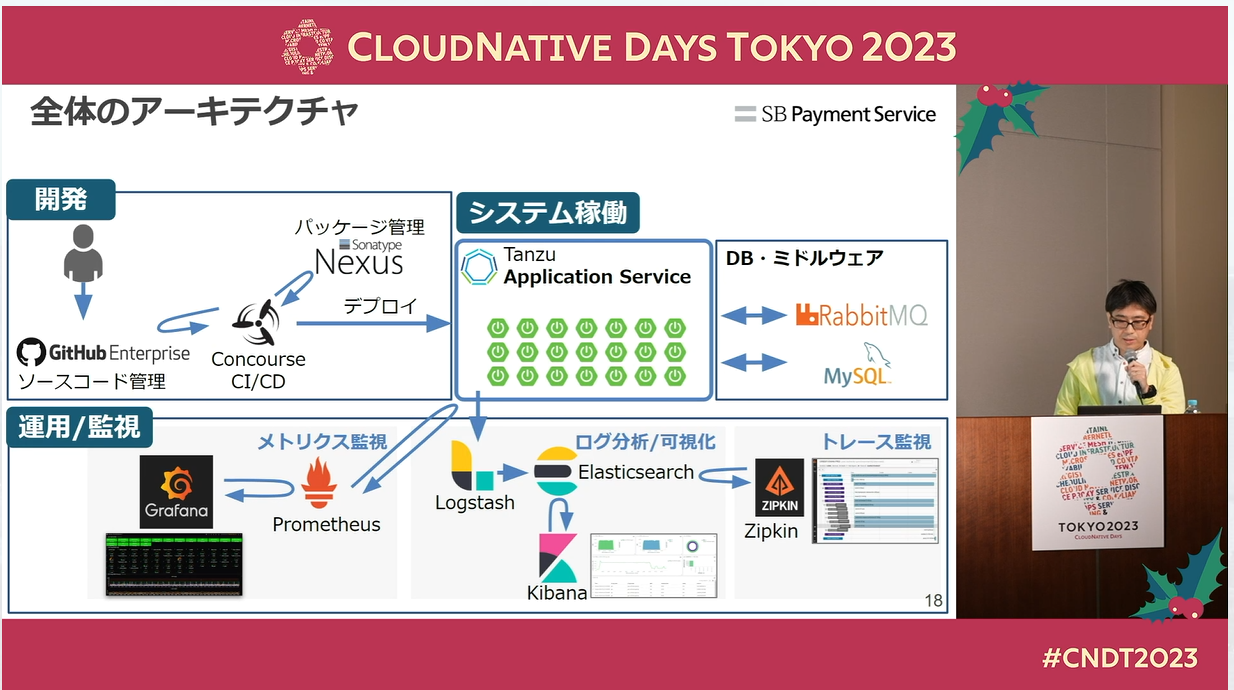 CLOUDNATIVE DAYS TOKYO 2023
全体のアーキテクチャ
SB Payment Service
開発
パッケージ管理
Sonatype
Nexus
デプロイ
GitHub Enterprise
ソースコード管理
Concourse
CI/CD
システム稼働
Tanzu
Application Service
DB・ミドルウェア
RabbitMQ
MySQL
運用/監視
メトリクス監視
Grafana
Prometheus
ログ分析/可視化
Logstash
Elasticsearch
Kibana
トレース監視
ZIPKIN
Zipkin
18
TOKYO2023
CLOUDNATIVE DAYS
#CNDT2023